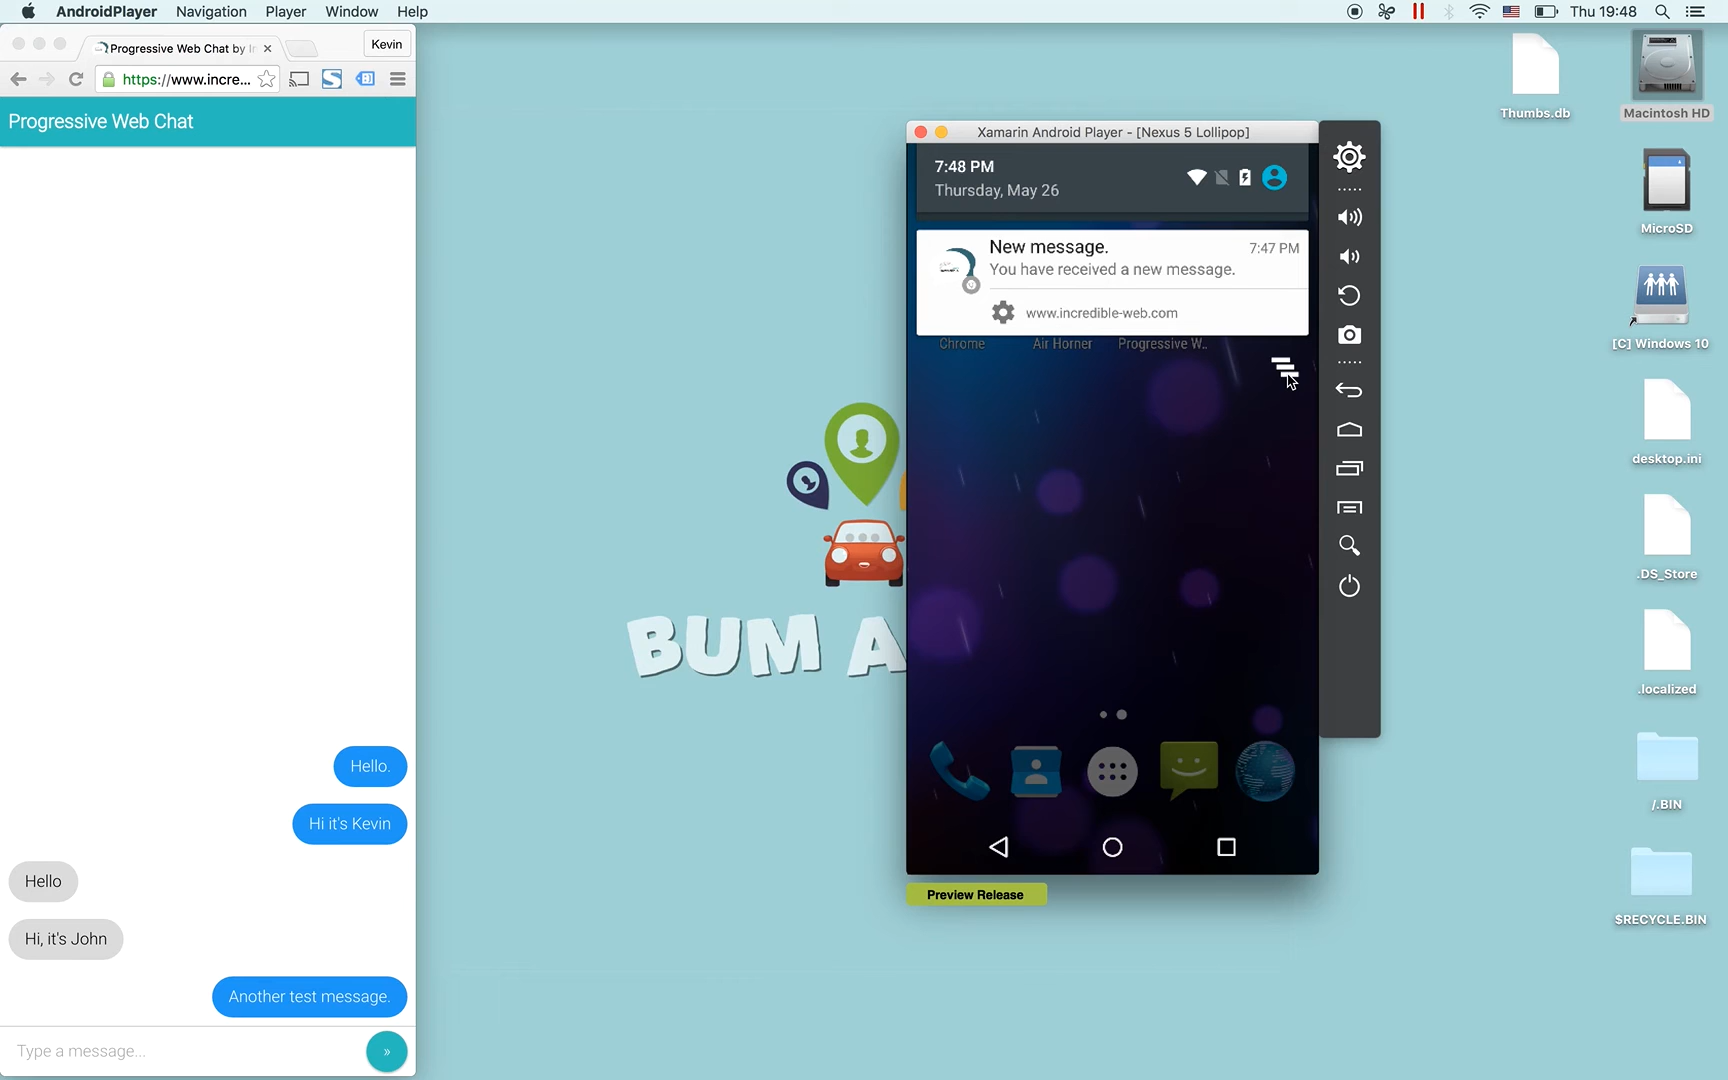 AndroidPlayer Navigation Player Window Help
Thu 19:48
Progressive Web Chat by In
Kevin
https://www.incre...
Progressive Web Chat
Hello.
Hi it's Kevin
Hello
Hi, it's John
Another test message.
Type a message...
»
BUM A
Xamarin Android Player - [Nexus 5 Lollipop]
7:48 PM
Thursday, May 26
New message.
7:47 PM
You have received a new message.
www.incredible-web.com
Chrome
Air Horner
Progressive W..
Preview Release
Thumbs.db
Macintosh HD
MicroSD
[C] Windows 10
desktop.ini
.DS_Store
.localized
/.BIN
$RECYCLE.BIN